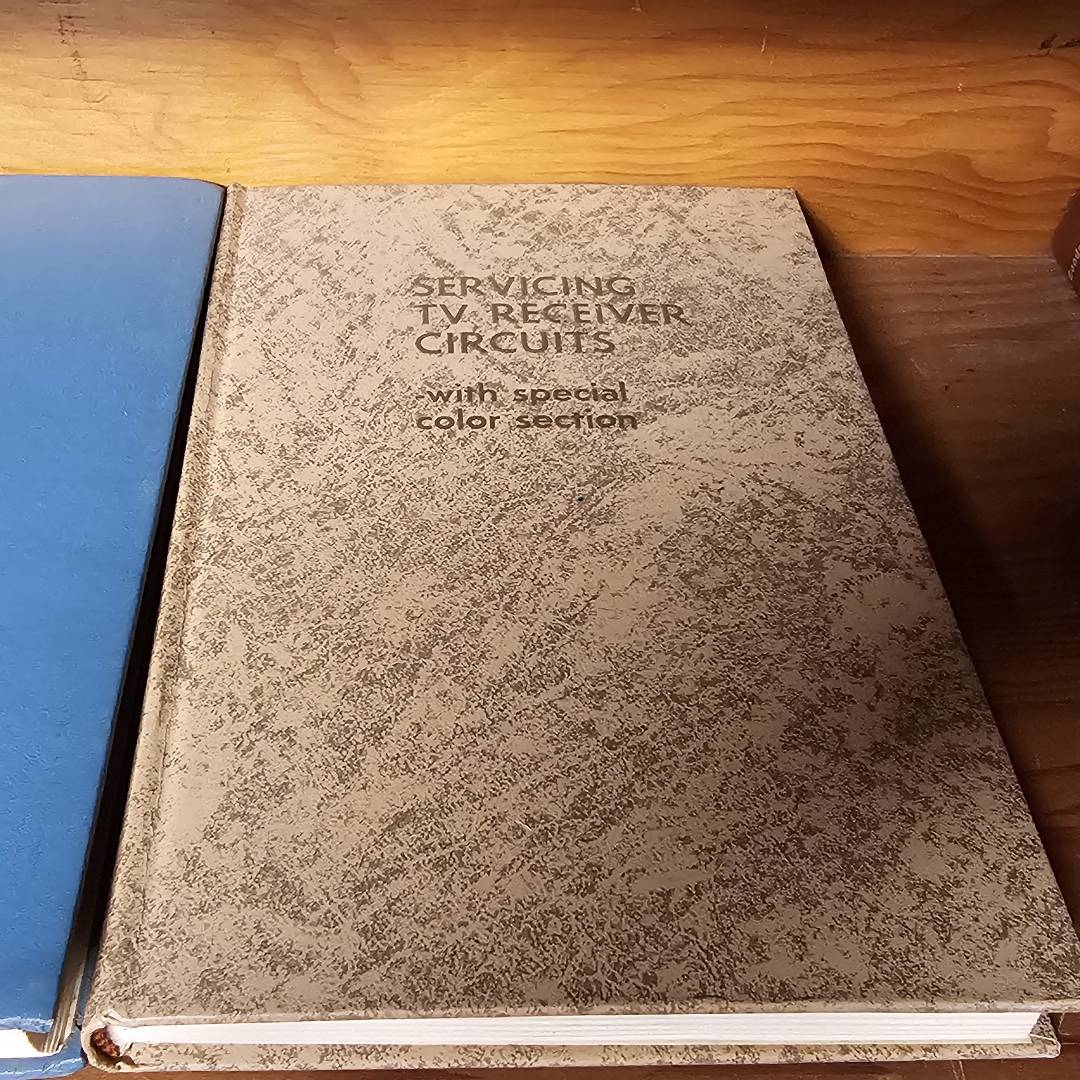 SERVICING
TV RECEIVER
CIRCUITS
-with special
color section